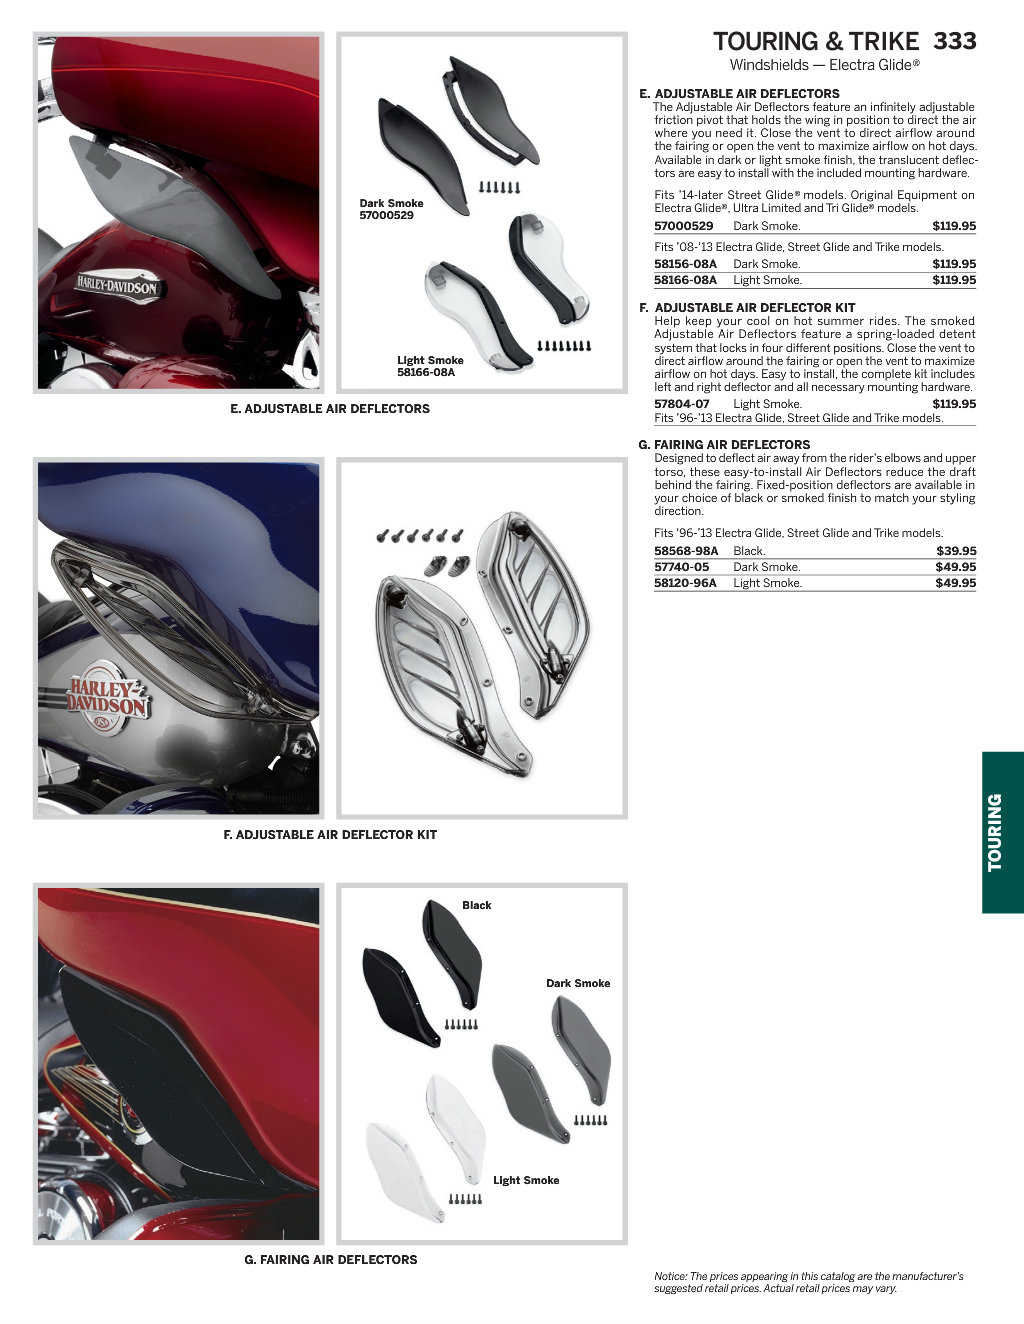 TOURING & TRIKE 333
Windshields — Electra Glide®
E. ADJUSTABLE AIR DEFLECTORS
The Adjustable Air Deflectors feature an infinitely adjustable
friction pivot that holds the wing in position to direct the air
where you need it. Close the vent to direct airflow around
the fairing or open the vent to maximize airflow on hot days.
Available in dark or light smoke finish, the translucent deflec-
tors are easy to install with the included mounting hardware.
Fits ’14-later Street Glide® models. Original Equipment on
Electra Glide®, Ultra Limited and Tri Glide® models.
57000529 Dark Smoke. $119.95
Fits ’08-’13 Electra Glide, Street Glide and Trike models.
58156-08A Dark Smoke. $119.95
58166-08A Light Smoke. $119.95
F. ADJUSTABLE AIR DEFLECTOR KIT
Help keep your cool on hot summer rides. The smoked
Adjustable Air Deflectors feature a spring-loaded detent
system that locks in four different positions. Close the vent to
direct airflow around the fairing or open the vent to maximize
airflow on hot days. Easy to install, the complete kit includes
left and right deflector and all necessary mounting hardware.
57804-07 Light Smoke. $119.95
Fits ’96-’13 Electra Glide, Street Glide and Trike models.
G. FAIRING AIR DEFLECTORS
Designed to deflect air away from the rider’s elbows and upper
torso, these easy-to-install Air Deflectors reduce the draft
behind the fairing. Fixed-position deflectors are available in
your choice of black or smoked finish to match your styling
direction.
Fits ‘96-’13 Electra Glide, Street Glide and Trike models.
58568-98A Black. $39.95
57740-05 Dark Smoke. $49.95
58120-96A Light Smoke. $49.95
HARLEY-DAVIDSON
Dark Smoke
57000529
Light Smoke
58166-08A
E. ADJUSTABLE AIR DEFLECTORS
HARLEY-
DAVIDSON
USA
F. ADJUSTABLE AIR DEFLECTOR KIT
Black
Dark Smoke
Light Smoke
G. FAIRING AIR DEFLECTORS
TOURING
Notice: The prices appearing in this catalog are the manufacturer’s
suggested retail prices. Actual retail prices may vary.